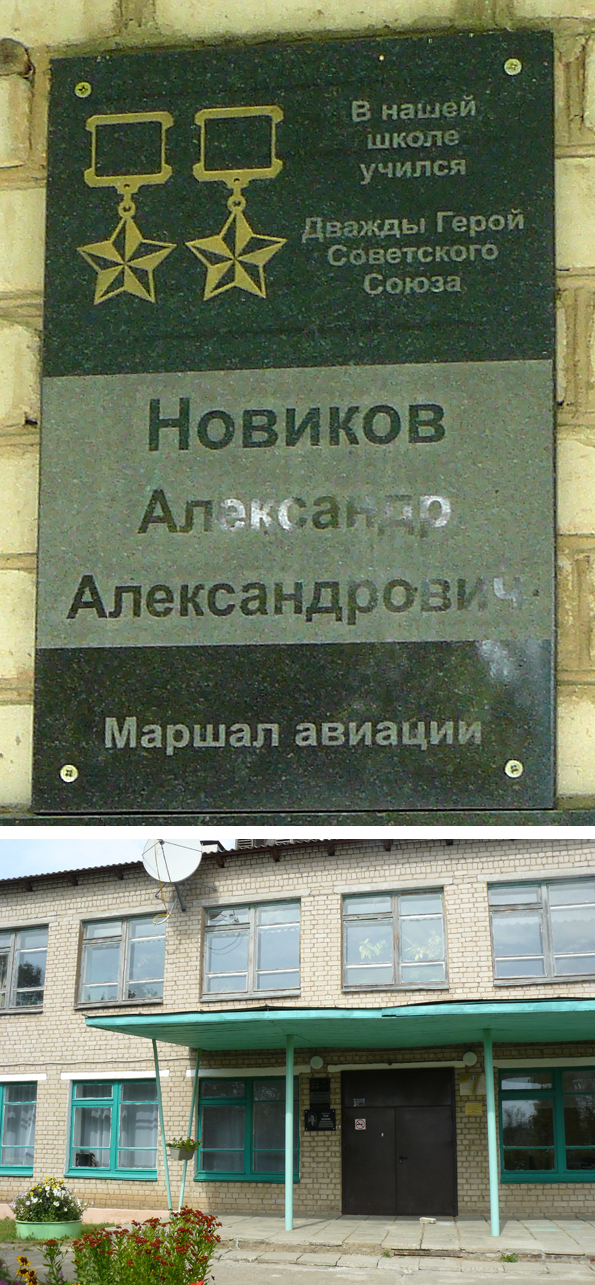 В нашей
школе
учился
Дважды Герой
Советского
Союза
Новиков
Александр
Александрович
Маршал авиации